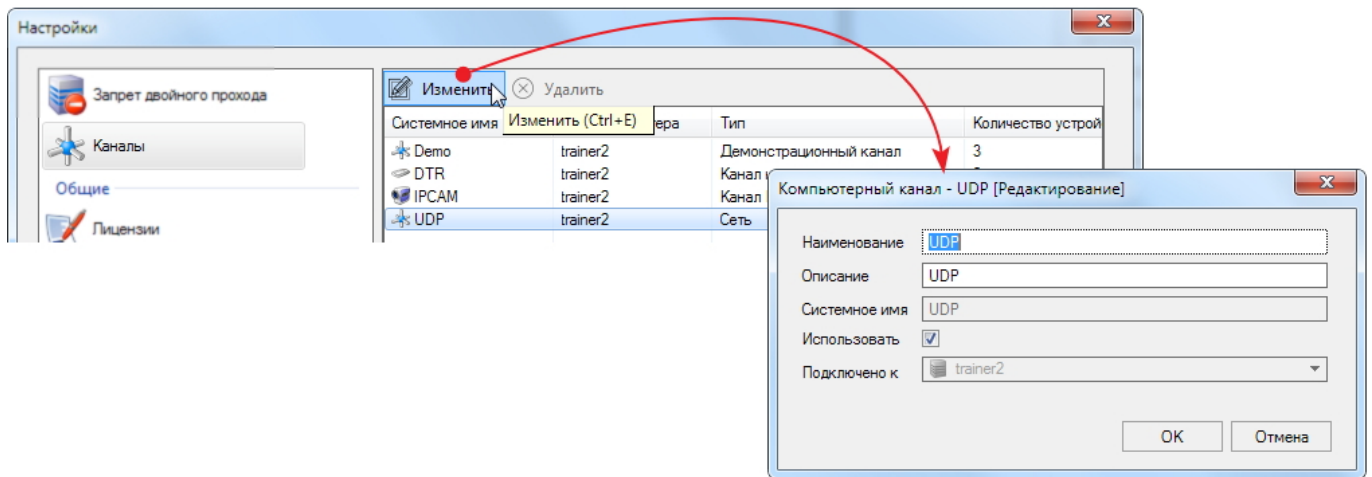 Настройки
Запрет двойного прохода
Каналы
Общие
Лицензии
Изменить Удалить
Изменить (Ctrl+E)
Системное имя Тип Количество
Demo trainer2 Демонстрационный канал 3
DTR trainer2 Канал
IPCAM trainer2 Канал
UDP trainer2 Сеть
Компьютерный канал - UDP [Редактирование]
Наименование UDP
Описание UDP
Системное имя UDP
Использовать
Подключено к trainer2
OK Отмена